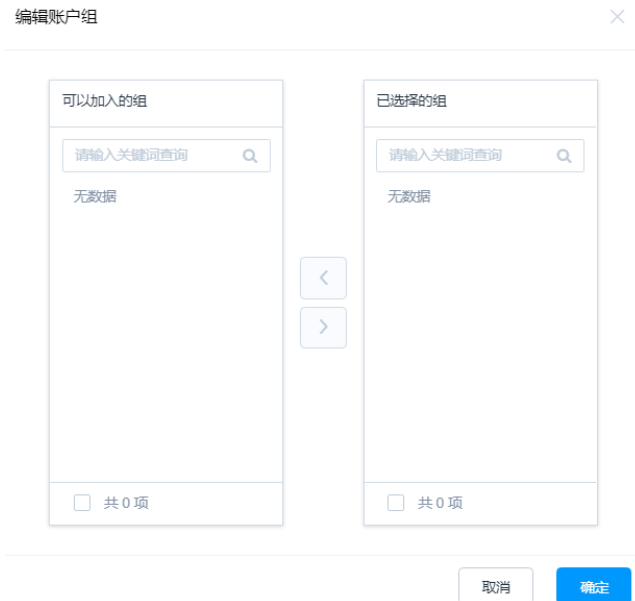 编辑账户组
可以加入的组
请输入关键词查询
无数据
共 0 项
已选择的组
请输入关键词查询
无数据
共 0 项
取消
确定